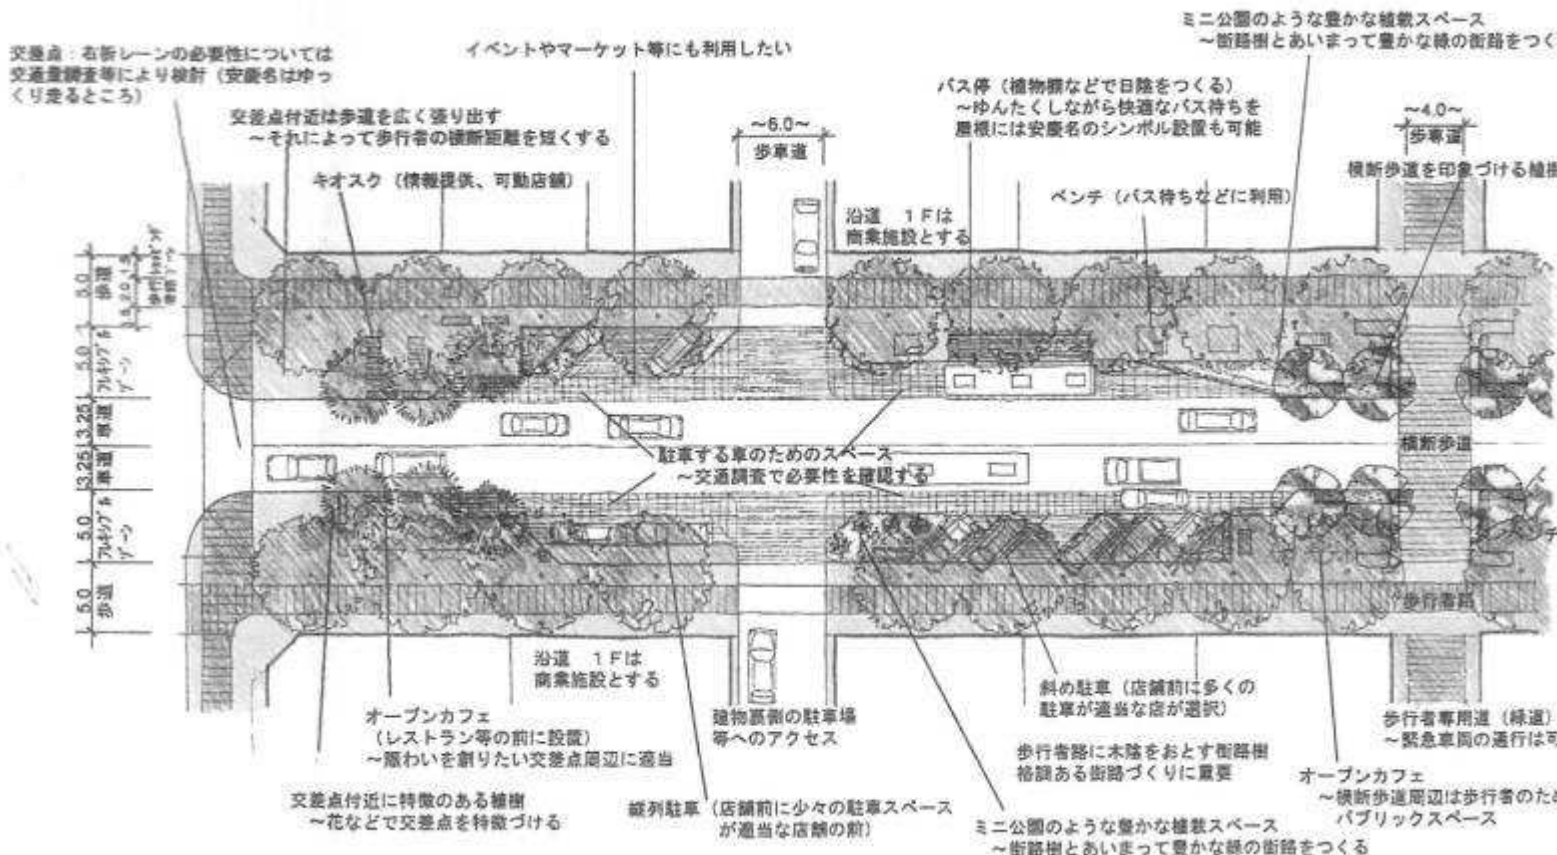 ミニ公園のような豊かな植栽スペース
～街路樹とあいまって豊かな緑の街路をつく
交差点：右折レーンの必要性については
交通量調査等により検討（安慶名はゆっ
くり走るところ）
イベントやマーケット等にも利用したい
バス停（植物棚などで日陰をつくる）
～ゆんたくしながら快適なバス待ちを
屋根には安慶名のシンボル設置も可能
交差点付近は歩道を広く張り出す
～それによって歩行者の横断距離を短くする
～6.0～
歩車道
～4.0～
歩専道
横断歩道を印象づける植樹
キオスク（情報提供、可動店舗）
ベンチ（バス待ちなどに利用）
沿道　１Fは
商業施設とする
5.0
歩道
5.0
フレキシブル
ゾーン
3.25
車道
3.25
車道
5.0
フレキシブル
ゾーン
5.0
歩道
横断歩道
駐車する車のためのスペース
～交通調査で必要性を確認する
歩行者路
沿道　１Fは
商業施設とする
オープンカフェ
（レストラン等の前に設置）
～賑わいを創りたい交差点周辺に適当
建物裏側の駐車場
等へのアクセス
斜め駐車（店舗前に多くの
駐車が適当な店が選択）
歩行者専用道（緑道）
～緊急車両の通行は可
歩行者路に木陰をおとす街路樹
格調ある街路づくりに重要
交差点付近に特徴のある植樹
～花などで交差点を特徴づける
縦列駐車（店舗前に少々の駐車スペース
が適当な店舗の前）
オープンカフェ
～横断歩道周辺は歩行者のため
パブリックスペース
ミニ公園のような豊かな植栽スペース
～街路樹とあいまって豊かな緑の街路をつくる